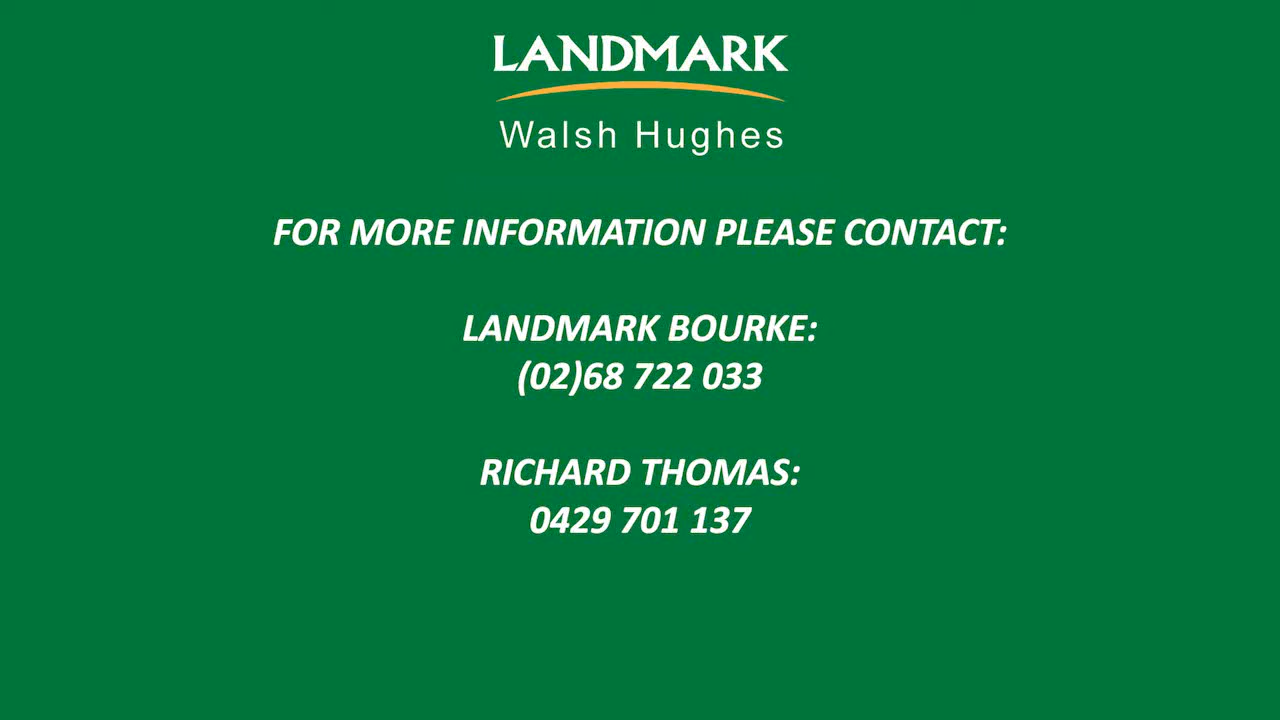 LANDMARK
Walsh Hughes
FOR MORE INFORMATION PLEASE CONTACT:
LANDMARK BOURKE:
(02)68 722 033
RICHARD THOMAS:
0429 701 137